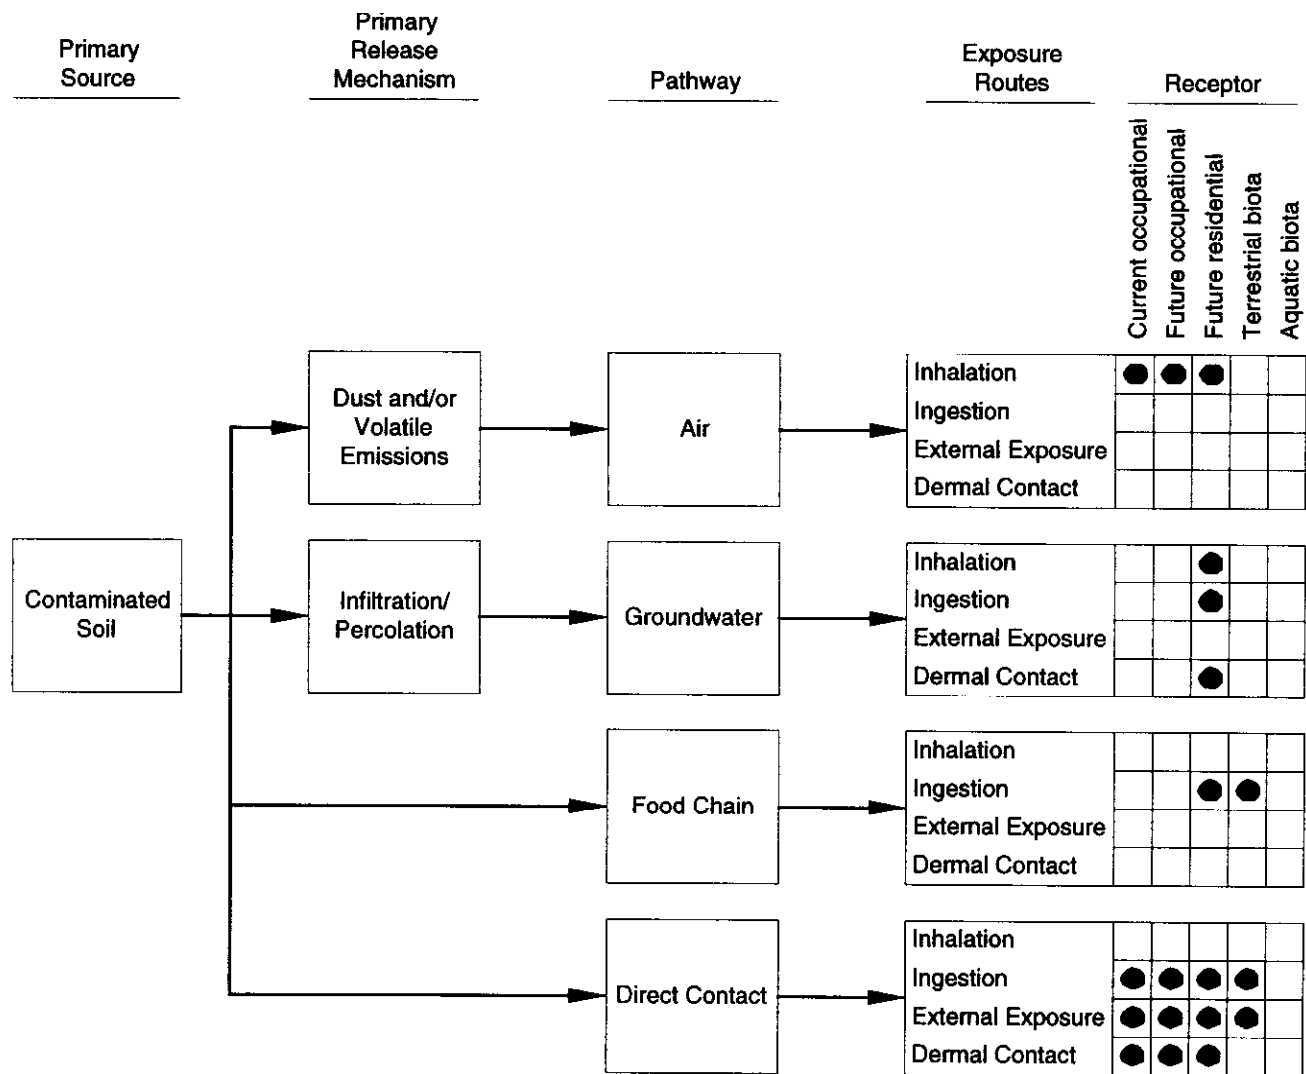 Primary
Source
Primary
Release
Mechanism
Pathway
Exposure
Routes
Receptor
Current occupational
Future occupational
Future residential
Terrestrial biota
Aquatic biota
Dust and/or
Volatile
Emissions
Air
Inhalation
Ingestion
External Exposure
Dermal Contact
Contaminated
Soil
Infiltration/
Percolation
Groundwater
Inhalation
Ingestion
External Exposure
Dermal Contact
Food Chain
Inhalation
Ingestion
External Exposure
Dermal Contact
Direct Contact
Inhalation
Ingestion
External Exposure
Dermal Contact